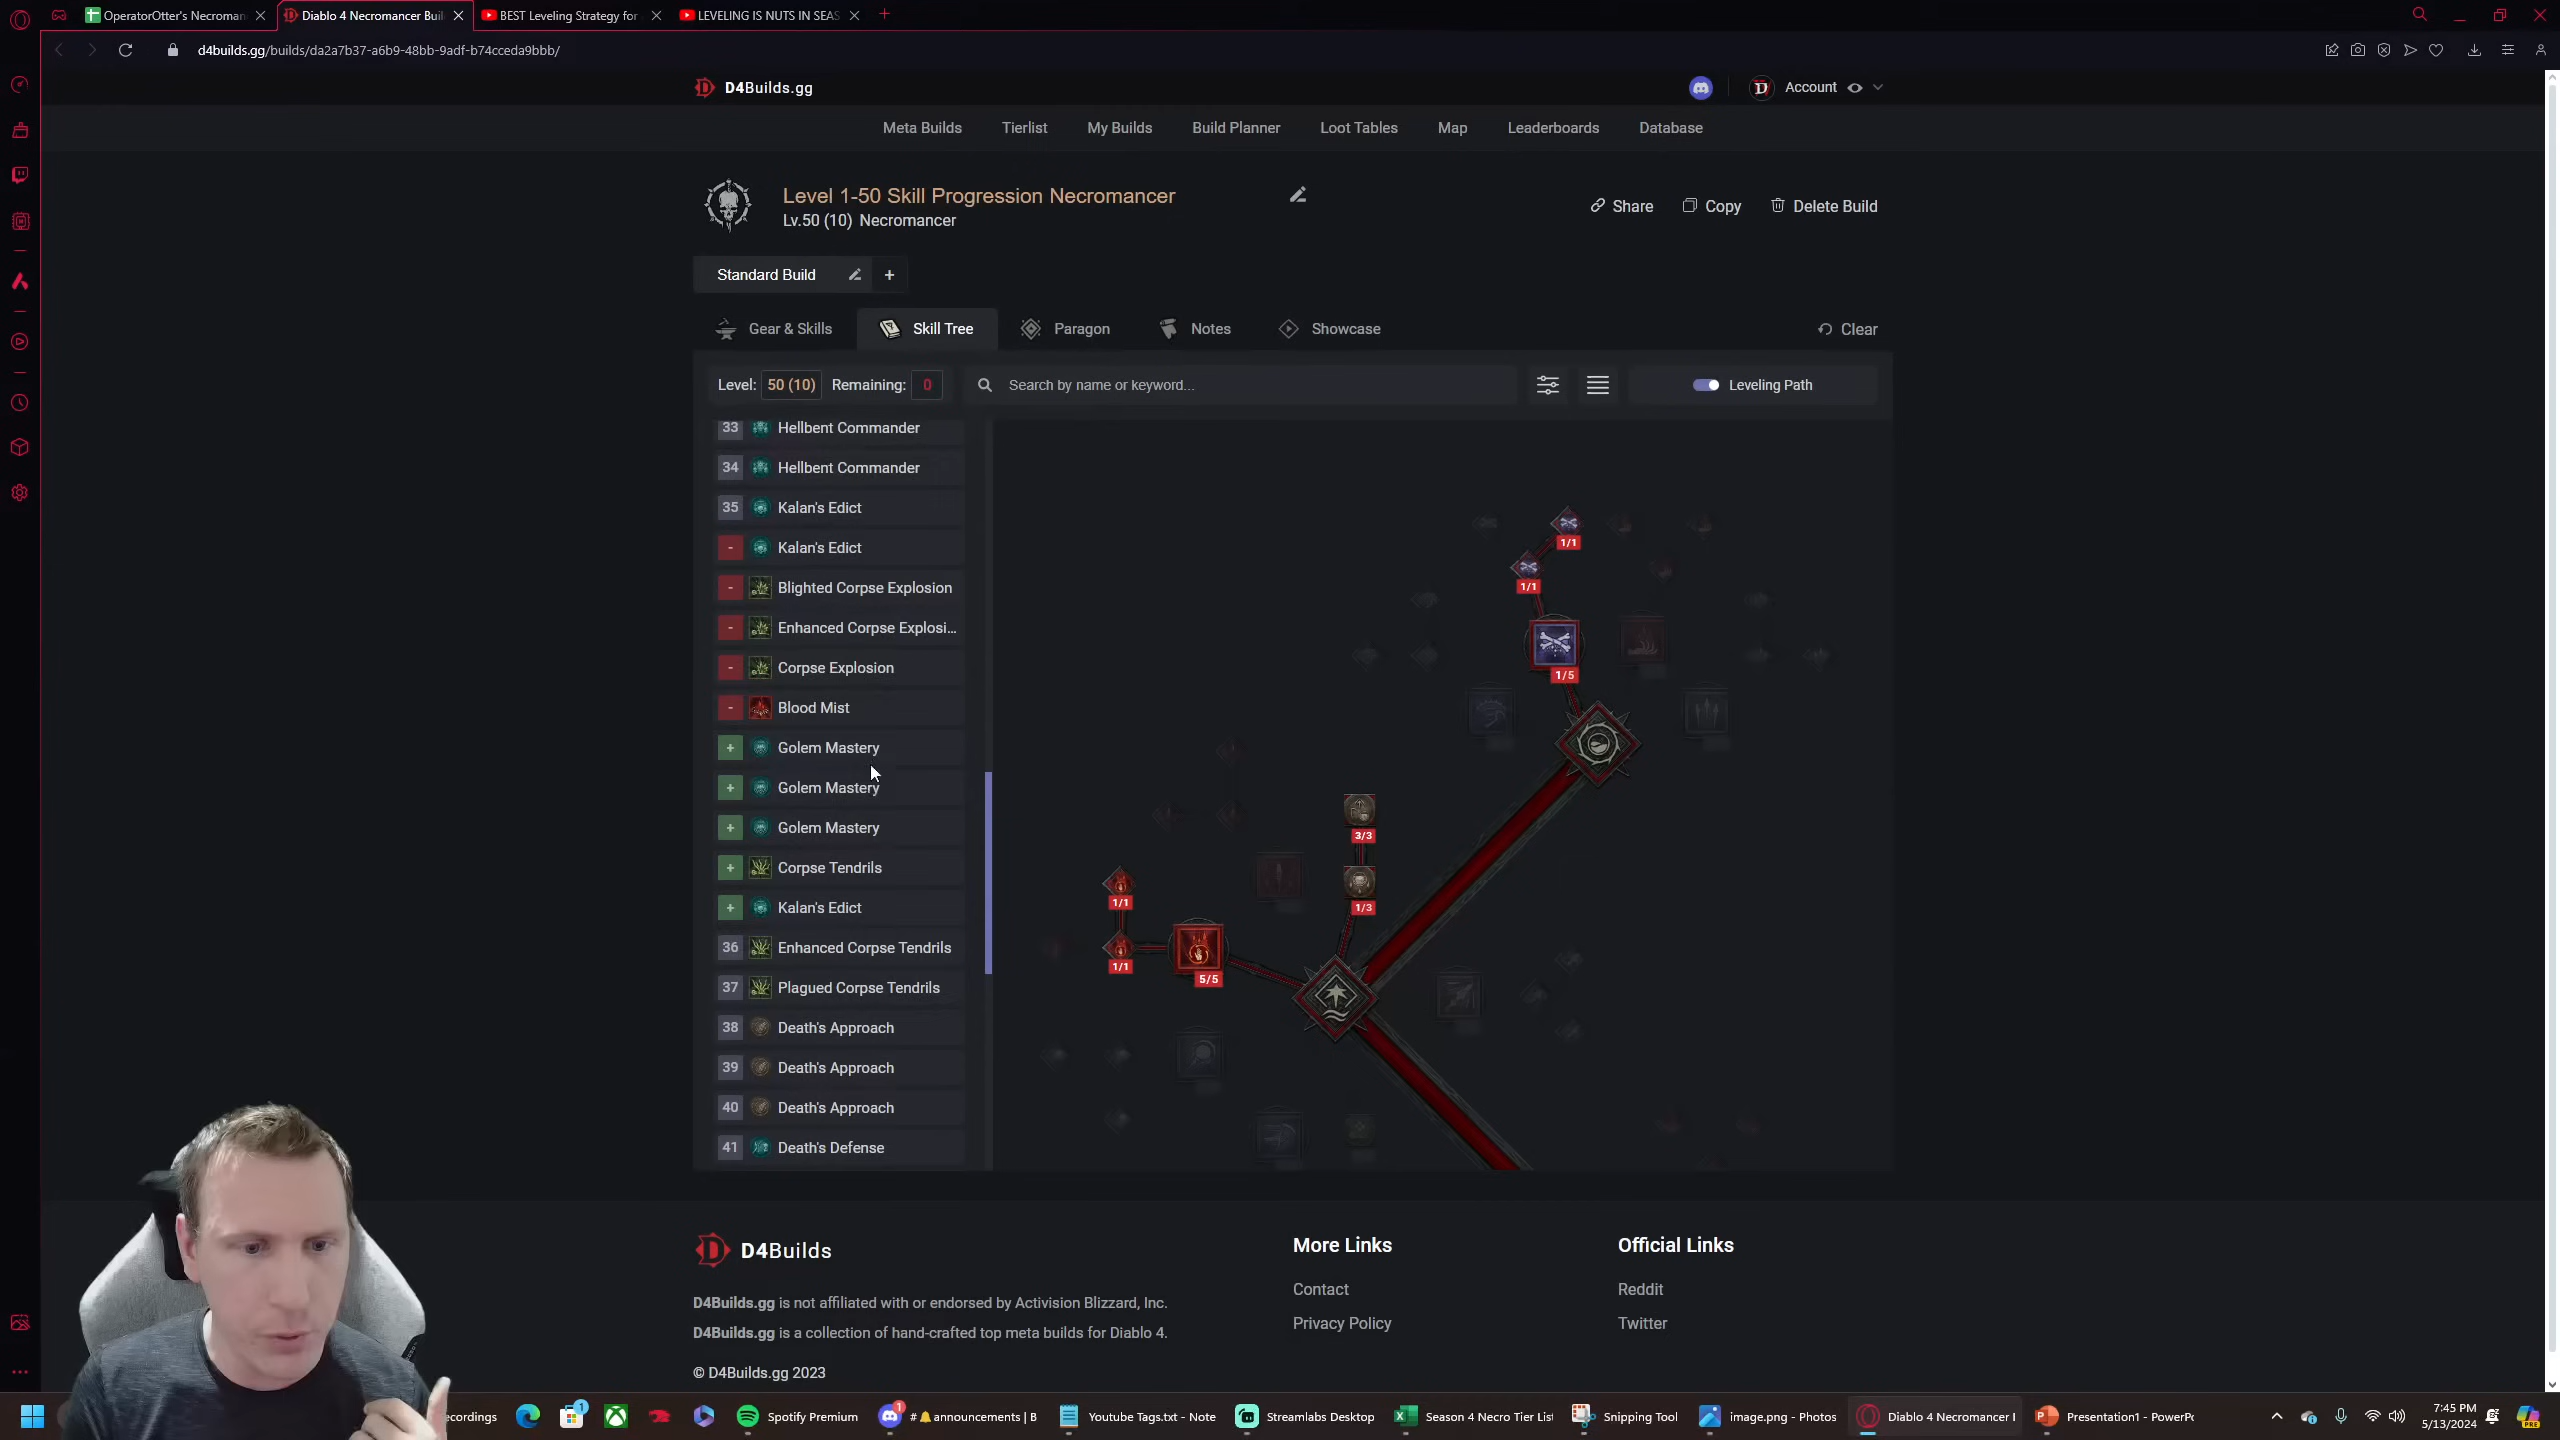 OperatorOtter's Necroman
Diablo 4 Necromancer Buil
BEST Leveling Strategy for
LEVELING IS NUTS IN SEAS
d4builds.gg/builds/da2a7b37-a6b9-48bb-9adf-b74cceda9bbb/
D4Builds.gg
Account
Meta Builds
Tierlist
My Builds
Build Planner
Loot Tables
Map
Leaderboards
Database
Level 1-50 Skill Progression Necromancer
Lv.50 (10) Necromancer
Share
Copy
Delete Build
Standard Build
+
Gear & Skills
Skill Tree
Paragon
Notes
Showcase
Clear
Level: 50 (10) Remaining: 0
Search by name or keyword...
Leveling Path
33 Hellbent Commander
34 Hellbent Commander
35 Kalan's Edict
- Kalan's Edict
- Blighted Corpse Explosion
- Enhanced Corpse Explosi...
- Corpse Explosion
- Blood Mist
+ Golem Mastery
+ Golem Mastery
+ Golem Mastery
+ Corpse Tendrils
+ Kalan's Edict
36 Enhanced Corpse Tendrils
37 Plagued Corpse Tendrils
38 Death's Approach
39 Death's Approach
40 Death's Approach
41 Death's Defense
1/1
1/1
1/5
3/3
1/3
1/1
1/1
5/5
D4Builds
D4Builds.gg is not affiliated with or endorsed by Activision Blizzard, Inc.
D4Builds.gg is a collection of hand-crafted top meta builds for Diablo 4.
© D4Builds.gg 2023
More Links
Contact
Privacy Policy
Official Links
Reddit
Twitter
ecordings
1
Spotify Premium
1
# 🔔 announcements | B
Youtube Tags.txt - Note
Streamlabs Desktop
Season 4 Necro Tier List
Snipping Tool
image.png - Photos
Diablo 4 Necromancer I
Presentation1 - PowerPo
7:45 PM
5/13/2024
PRE